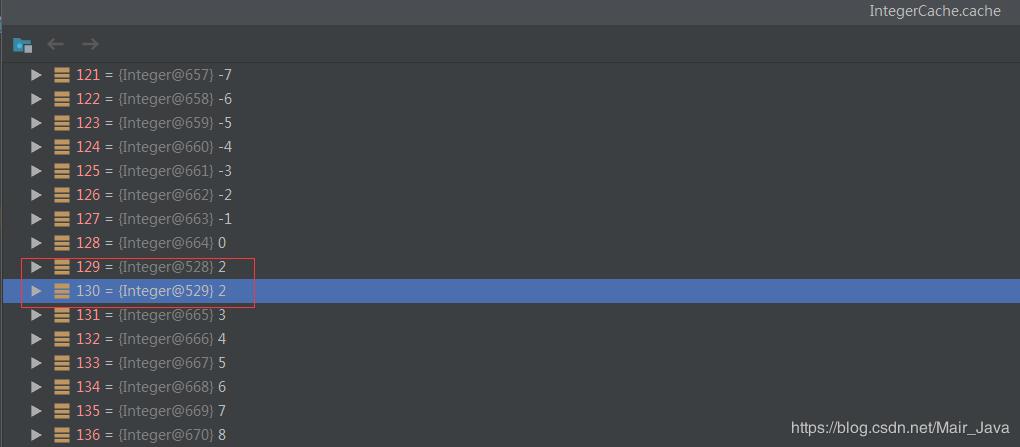 IntegerCache.cache
121 = {Integer@657} -7
122 = {Integer@658} -6
123 = {Integer@659} -5
124 = {Integer@660} -4
125 = {Integer@661} -3
126 = {Integer@662} -2
127 = {Integer@663} -1
128 = {Integer@664} 0
129 = {Integer@528} 2
130 = {Integer@529} 2
131 = {Integer@665} 3
132 = {Integer@666} 4
133 = {Integer@667} 5
134 = {Integer@668} 6
135 = {Integer@669} 7
136 = {Integer@670} 8
https://blog.csdn.net/Mair_Java